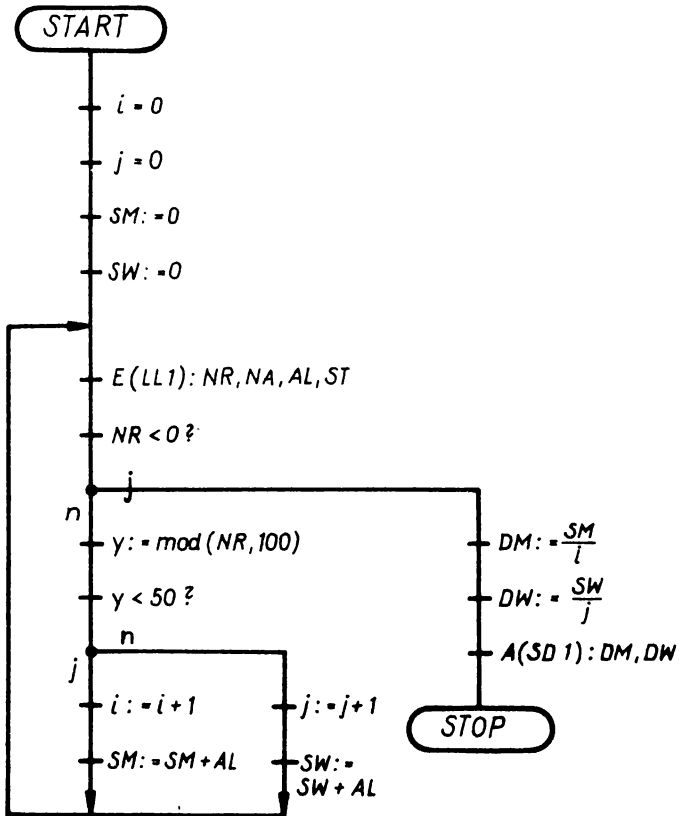 START
i = 0
j = 0
SM: = 0
SW: = 0
E(LL1): NR, NA, AL, ST
NR < 0 ?
j
n
y: = mod (NR, 100)
y < 50 ?
n
j
i : = i + 1
SM: = SM + AL
j : = j + 1
SW: =
SW + AL
DM: = SM/i
DW: = SW/j
A(SD 1) : DM, DW
STOP